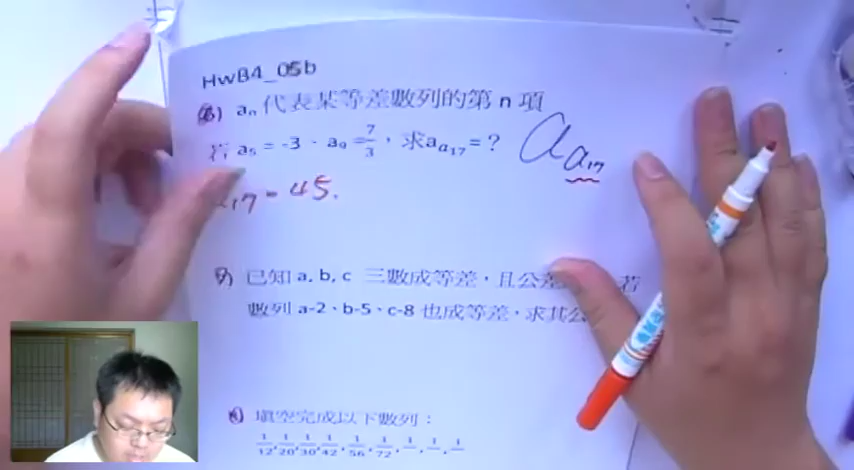 HwB4_05b
aₙ 代表某等差數列的第 n 項
若 a₅ = -3、a₉ = 7/3，求 a_{a₁₇} = ?
a_{a₁₇}
₁₇ = 45.
9) 已知 a, b, c 三數成等差，且公差 若
數列 a-2、b-5、c-8 也成等差，求其公
填空完成以下數列：
1/12, 1/20, 1/30, 1/42, 1/56, 1/72,